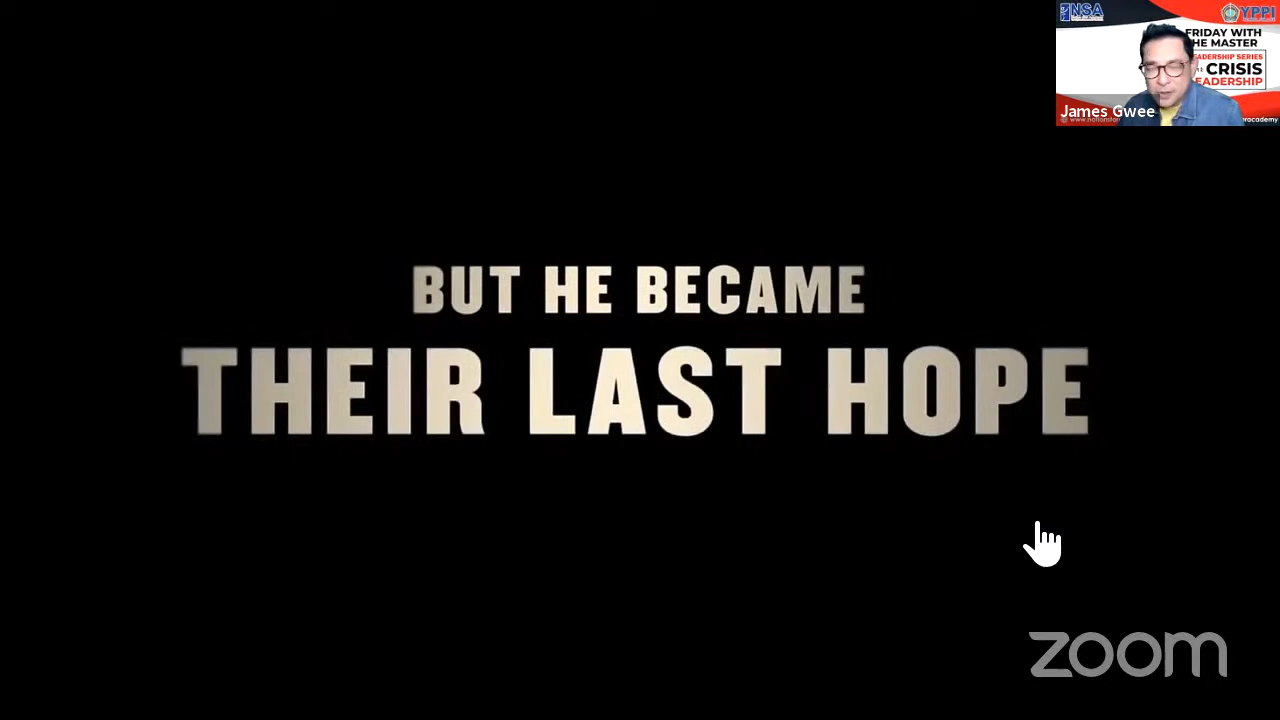 NSA
YPPI
FRIDAY WITH
HE MASTER
EADERSHIP SERIES
CRISIS
EADERSHIP
James Gwee
BUT HE BECAME
THEIR LAST HOPE
zoom